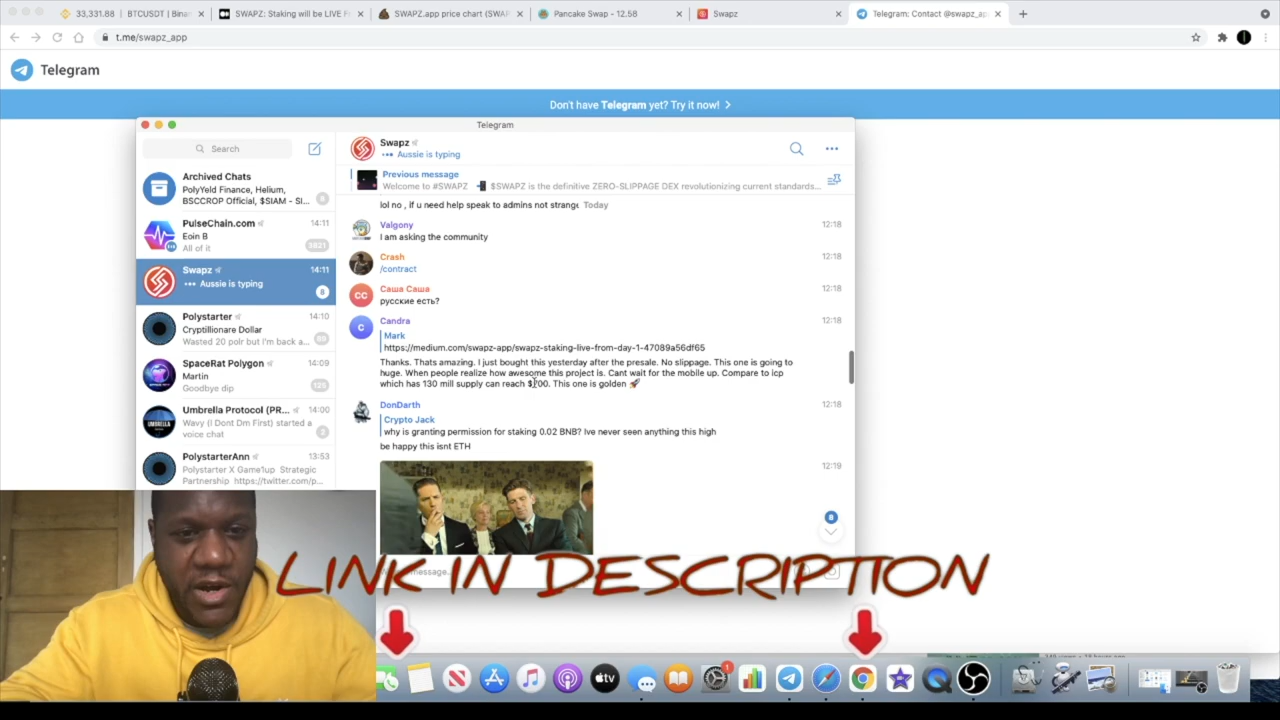 33,331.88 | BTCUSDT | Binan
SWAPZ: Staking will be LIVE F
SWAPZ.app price chart (SWAP
Pancake Swap - 12.58
Swapz
Telegram: Contact @swapz_ap
t.me/swapz_app
Telegram
Don't have Telegram yet? Try it now!
Telegram
Search
Archived Chats
PolyYeld Finance, Helium,
BSCCROP Official, $SIAM - SI...
6
PulseChain.com
14:11
Eoin B
All of it
5021
Swapz
14:11
Aussie is typing
8
Polystarter
14:10
Cryptillionare Dollar
Wasted 20 polr but I'm back a...
SpaceRat Polygon
14:09
Martin
Goodbye dip
125
Umbrella Protocol (PR...
14:00
Wavy (I Dont Dm First) started a
voice chat
2
PolystarterAnn
13:53
Polystarter X Game1up Strategic
Partnership https://twitter.com/p...
Swapz
Aussie is typing
Previous message
Welcome to #SWAPZ $SWAPZ is the definitive ZERO-SLIPPAGE DEX revolutionizing current standards...
lol no , if u need help speak to admins not strange
Today
Valgony
12:18
I am asking the community
Crash
12:18
/contract
CC
Саша Саша
12:18
русские есть?
C
Candra
12:18
Mark
https://medium.com/swapz-app/swapz-staking-live-from-day-1-47089a56df65
Thanks. Thats amazing. I just bought this yesterday after the presale. No slippage. This one is going to
huge. When people realize how awesome this project is. Cant wait for the mobile up. Compare to icp
which has 130 mill supply can reach $700. This one is golden 🚀
DonDarth
12:18
Crypto Jack
why is granting permission for staking 0.02 BNB? Ive never seen anything this high
be happy this isnt ETH
12:19
8
message...
LINK IN DESCRIPTION
tv
1